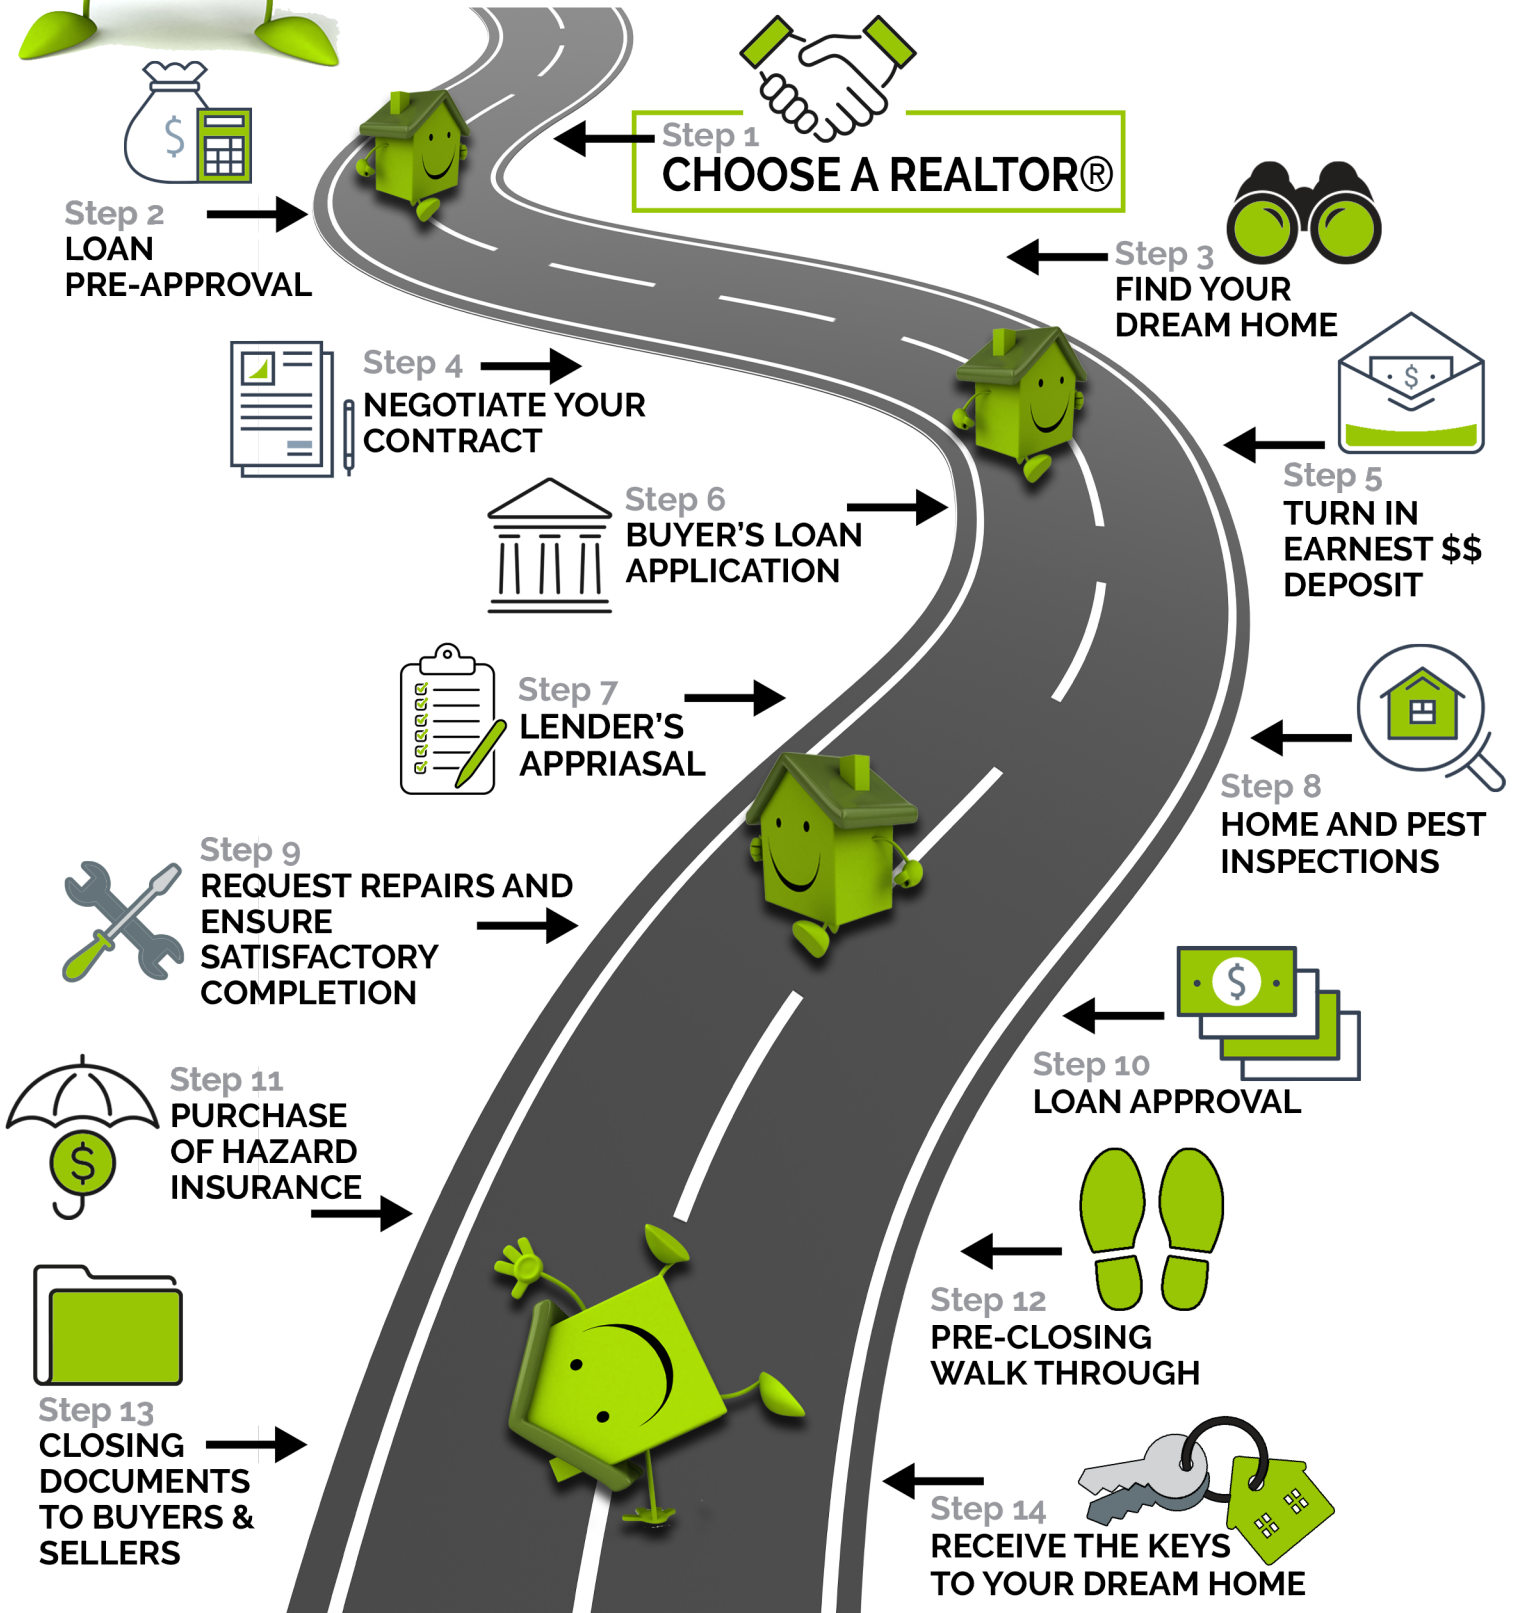 Step 1
CHOOSE A REALTOR®
Step 2
LOAN
PRE-APPROVAL
$
Step 3
FIND YOUR
DREAM HOME
Step 4
NEGOTIATE YOUR
CONTRACT
$
Step 5
TURN IN
EARNEST $$
DEPOSIT
Step 6
BUYER'S LOAN
APPLICATION
Step 7
LENDER'S
APPRIASAL
Step 8
HOME AND PEST
INSPECTIONS
Step 9
REQUEST REPAIRS AND
ENSURE
SATISFACTORY
COMPLETION
$
Step 10
LOAN APPROVAL
Step 11
PURCHASE
OF HAZARD
INSURANCE
$
Step 12
PRE-CLOSING
WALK THROUGH
Step 13
CLOSING
DOCUMENTS
TO BUYERS &
SELLERS
Step 14
RECEIVE THE KEYS
TO YOUR DREAM HOME